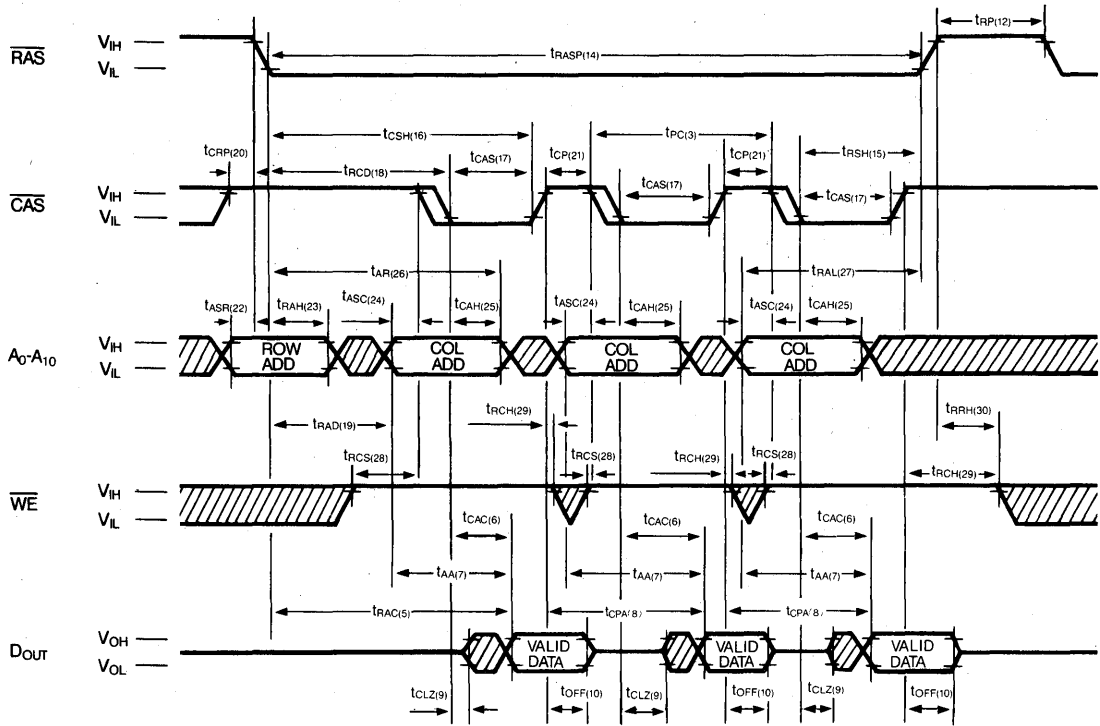 tRP(12)
RAS VIH
VIL
tRASP(14)
tCSH(16) tPC(3)
tCRP(20) tRCD(18) tCAS(17) tCP(21) tCAS(17) tCP(21) tRSH(15)
CAS VIH
VIL
tCAS(17)
tAR(26) tRAL(27)
tASR(22) tRAH(23) tASC(24) tCAH(25) tASC(24) tCAH(25) tASC(24) tCAH(25)
A0-A10 VIH
VIL
ROW ADD COL ADD COL ADD COL ADD
tRAD(19) tRCH(29) tRRH(30)
tRCS(28) tRCS(28) tRCH(29) tRCS(28) tRCH(29)
WE VIH
VIL
tCAC(6) tCAC(6) tCAC(6)
tAA(7) tAA(7) tAA(7)
tRAC(5) tCPA(8) tCPA(8)
DOUT VOH
VOL
VALID DATA VALID DATA VALID DATA
tCLZ(9) tOFF(10) tCLZ(9) tOFF(10) tCLZ(9) tOFF(10)